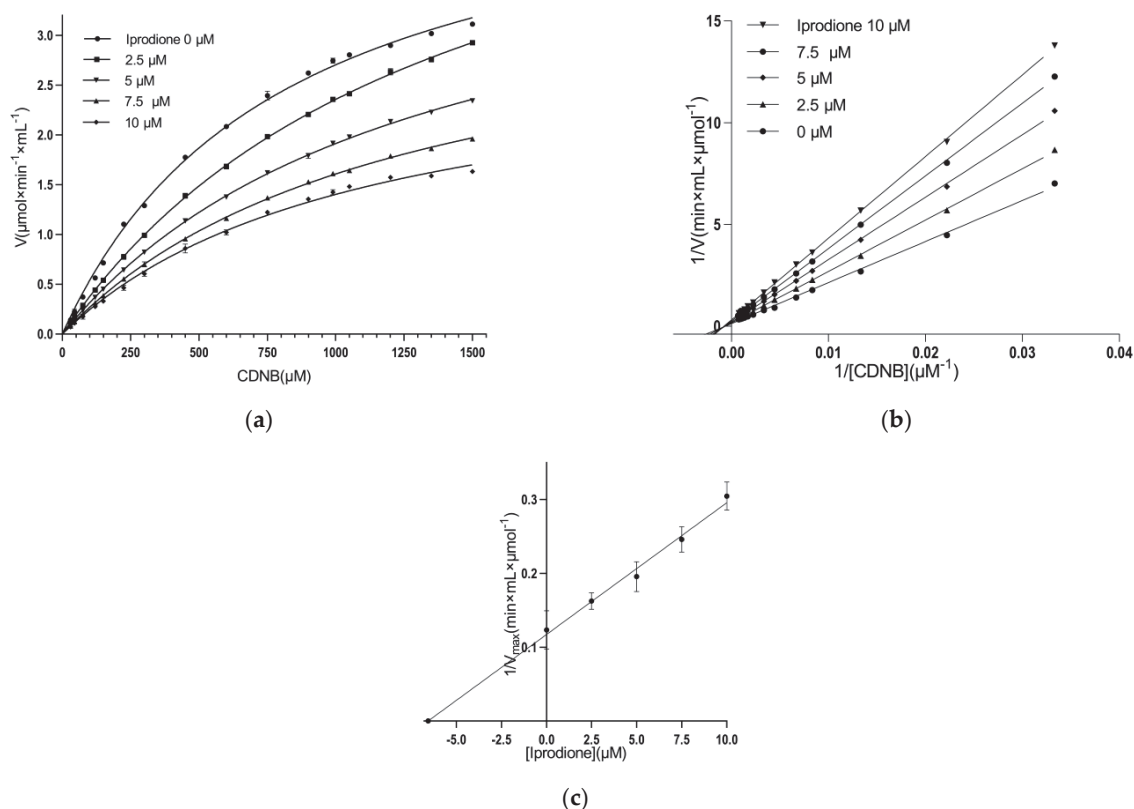 V(µmol×min⁻¹×mL⁻¹)
3.0
2.5
2.0
1.5
1.0
0.5
0.0
Iprodione 0 µM
2.5 µM
5 µM
7.5 µM
10 µM
0 250 500 750 1000 1250 1500
CDNB(µM)
(a)
1/V(min×mL×µmol⁻¹)
15
10
5
0
Iprodione 10 µM
7.5 µM
5 µM
2.5 µM
0 µM
0.00 0.01 0.02 0.03 0.04
1/[CDNB](µM⁻¹)
(b)
1/Vmax(min×mL×µmol⁻¹)
0.3
0.2
0.1
-5.0 -2.5 0.0 2.5 5.0 7.5 10.0
[Iprodione](µM)
(c)